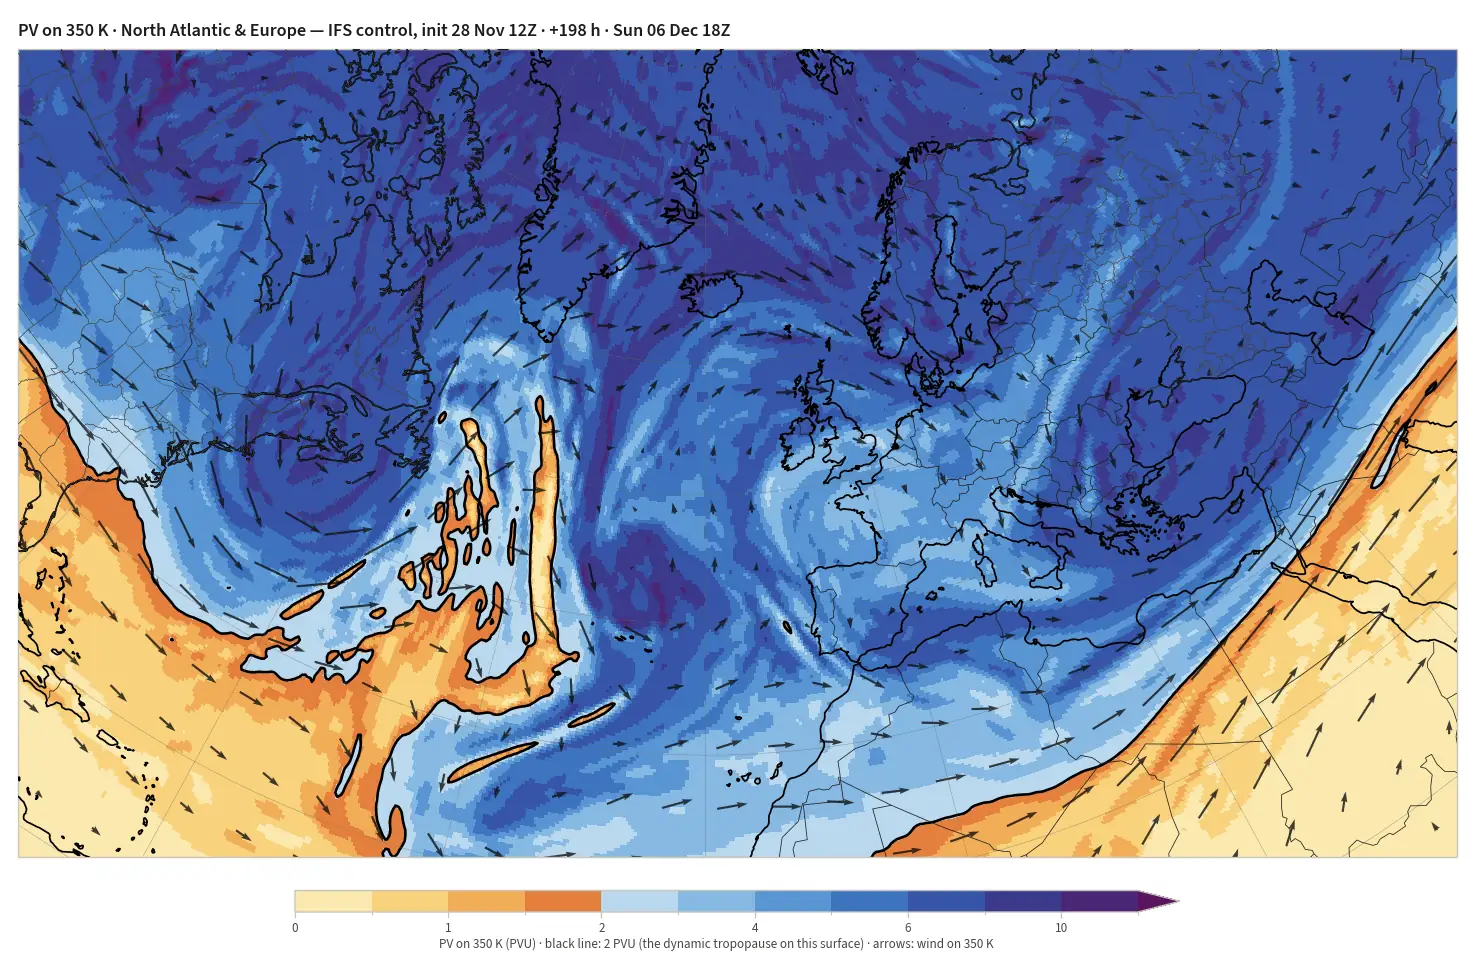 PV on 350 K · North Atlantic & Europe — IFS control, init 28 Nov 12Z · +198 h · Sun 06 Dec 18Z
0 1 2 4 6 10
PV on 350 K (PVU) · black line: 2 PVU (the dynamic tropopause on this surface) · arrows: wind on 350 K